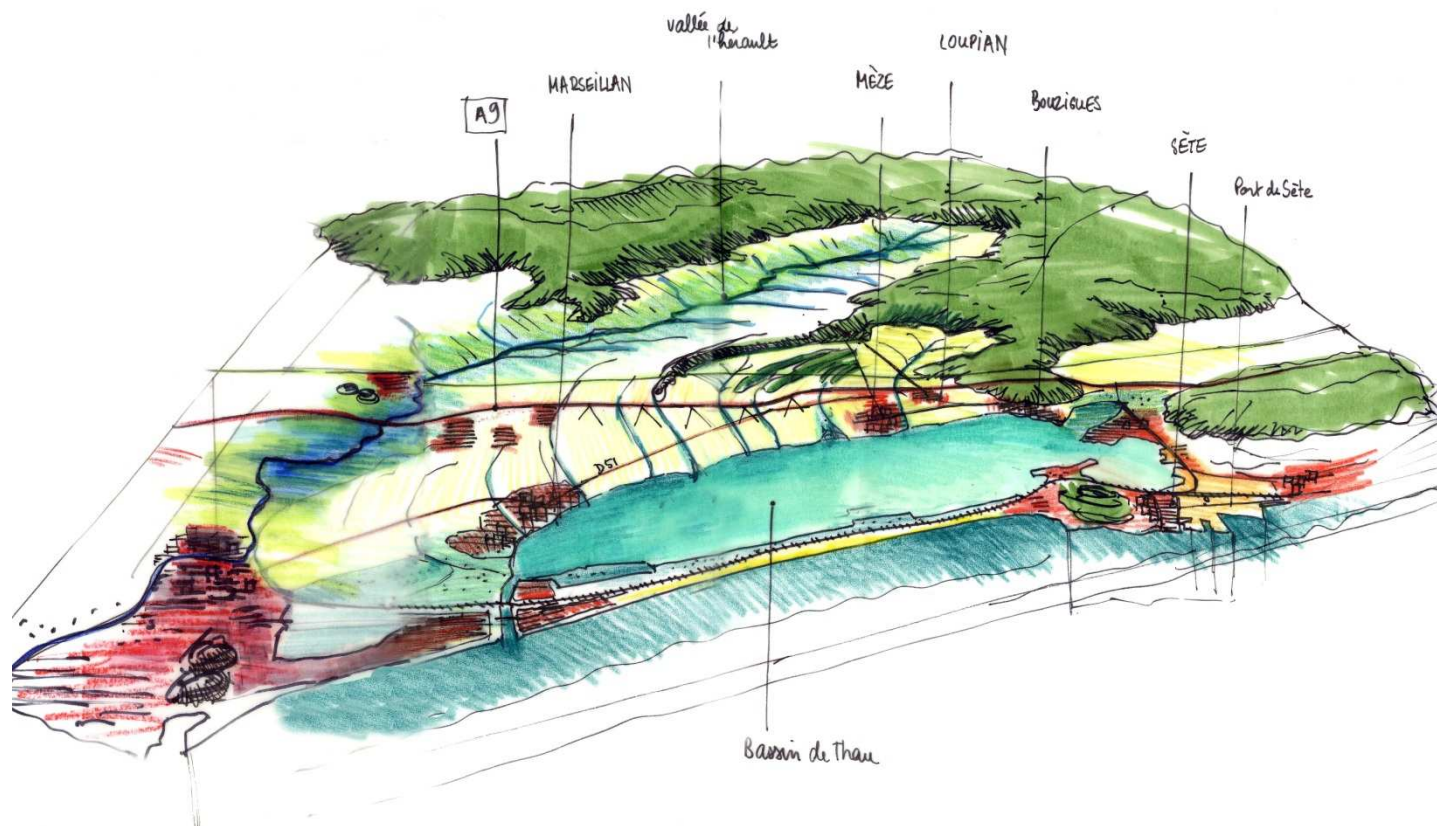 vallée de
l'hérault
LOUPIAN
MARSEILLAN
MÈZE
A9
BOUZIGUES
SÈTE
Port de Sète
D51
Bassin de Thau